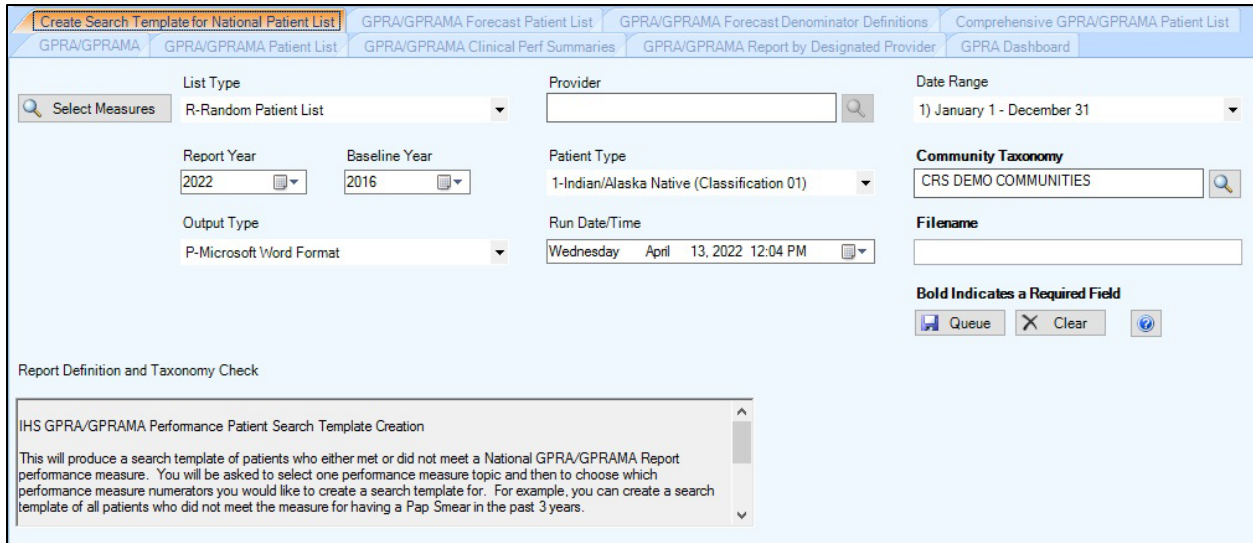 Create Search Template for National Patient List
GPRA/GPRAMA Forecast Patient List
GPRA/GPRAMA Forecast Denominator Definitions
Comprehensive GPRA/GPRAMA Patient List
GPRA/GPRAMA
GPRA/GPRAMA Patient List
GPRA/GPRAMA Clinical Perf Summaries
GPRA/GPRAMA Report by Designated Provider
GPRA Dashboard
Select Measures
List Type
R-Random Patient List
Provider
Date Range
1) January 1 - December 31
Report Year
2022
Baseline Year
2016
Patient Type
1-Indian/Alaska Native (Classification 01)
Community Taxonomy
CRS DEMO COMMUNITIES
Output Type
P-Microsoft Word Format
Run Date/Time
Wednesday April 13, 2022 12:04 PM
Filename
Bold Indicates a Required Field
Queue
Clear
Report Definition and Taxonomy Check
IHS GPRA/GPRAMA Performance Patient Search Template Creation
This will produce a search template of patients who either met or did not meet a National GPRA/GPRAMA Report
performance measure. You will be asked to select one performance measure topic and then to choose which
performance measure numerators you would like to create a search template for. For example, you can create a search
template of all patients who did not meet the measure for having a Pap Smear in the past 3 years.